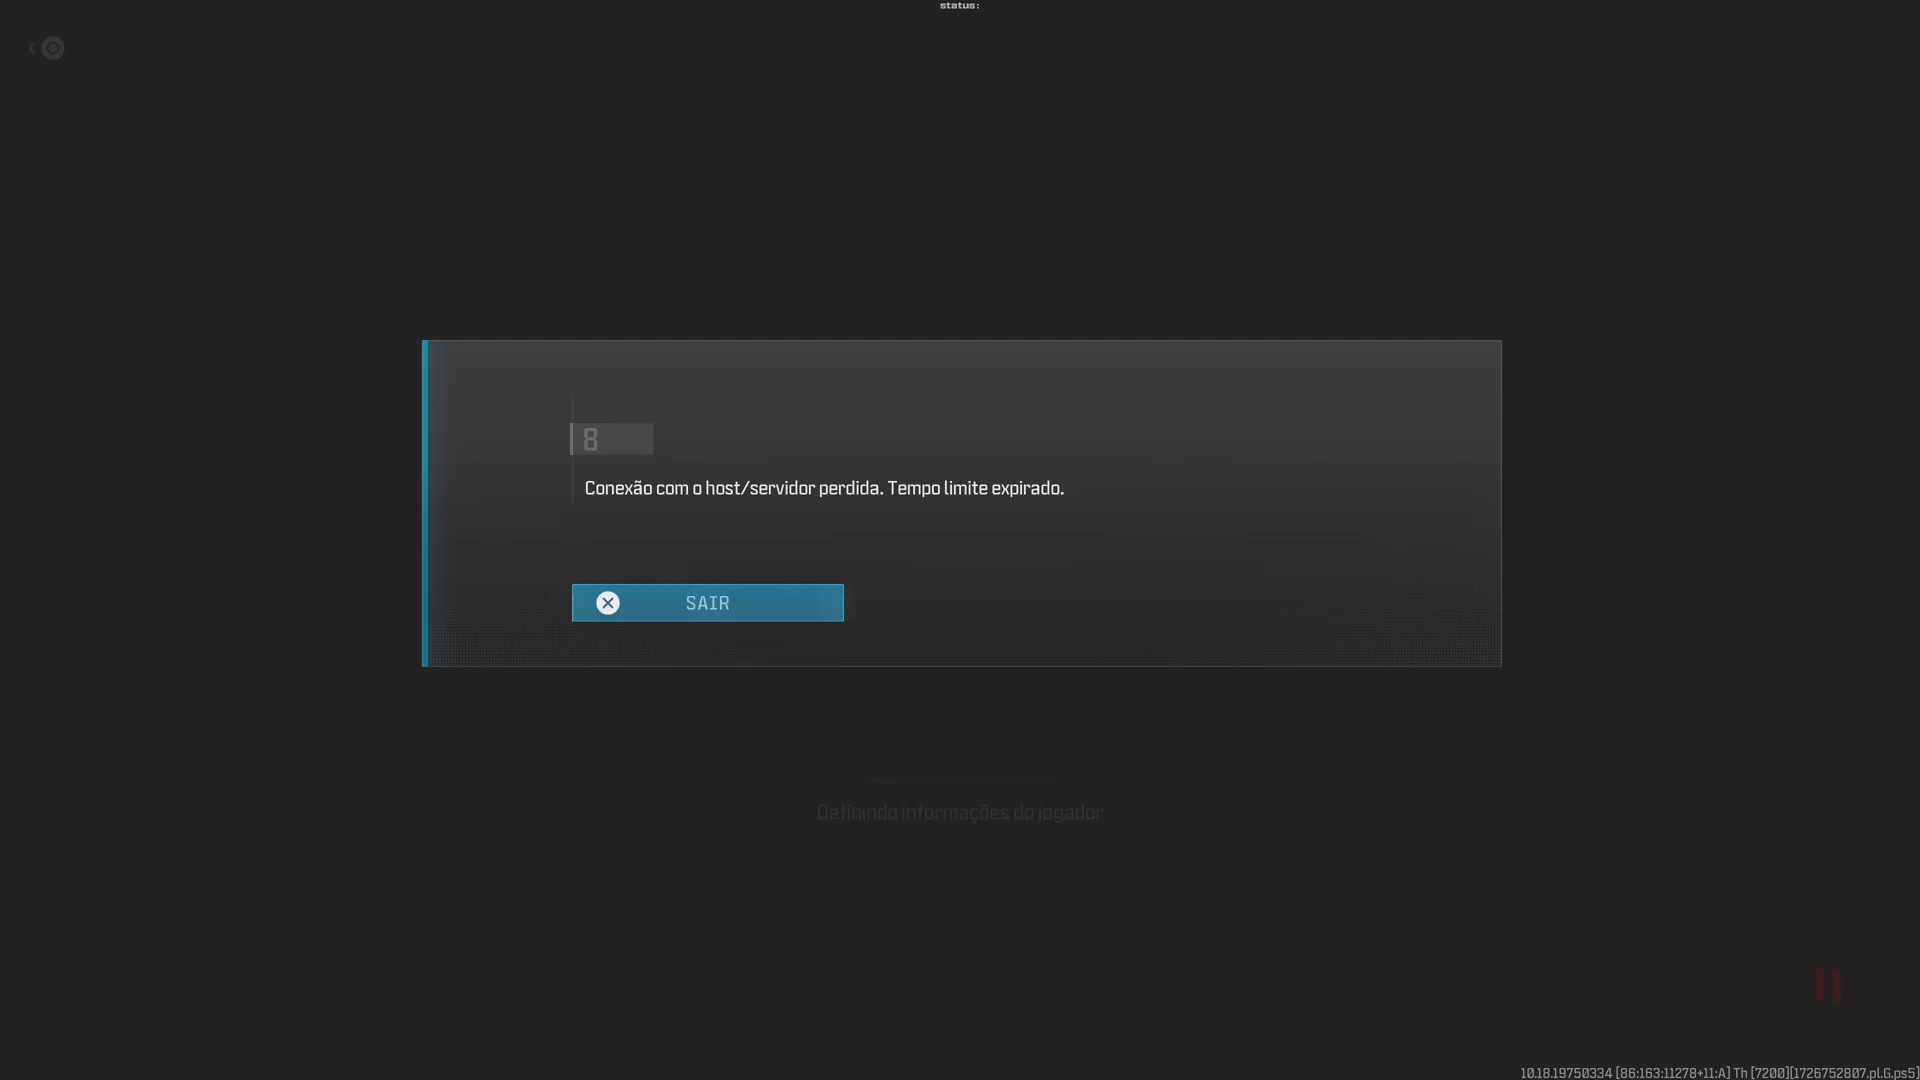 status:
8
Conexão com o host/servidor perdida. Tempo limite expirado.
SAIR
Definindo informações do jogador
10.18.19750334 [86:163:11278+11:A] Th [7200][1726752807.pl.G.ps5]